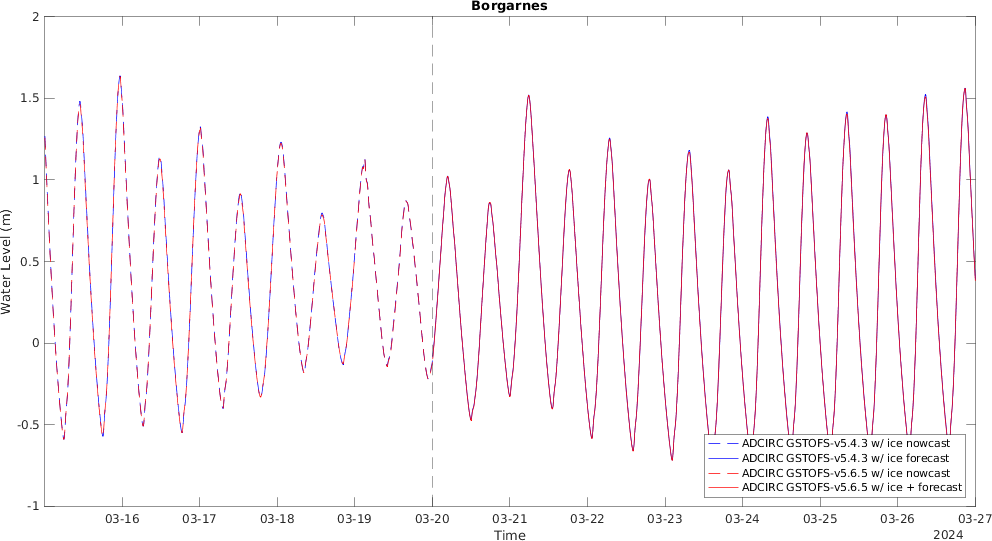 Borgarnes
Water Level (m)
2
1.5
1
0.5
0
-0.5
-1
ADCIRC GSTOFS-v5.4.3 w/ ice nowcast
ADCIRC GSTOFS-v5.4.3 w/ ice forecast
ADCIRC GSTOFS-v5.6.5 w/ ice nowcast
ADCIRC GSTOFS-v5.6.5 w/ ice + forecast
03-16 03-17 03-18 03-19 03-20 03-21 03-22 03-23 03-24 03-25 03-26 03-27
Time
2024